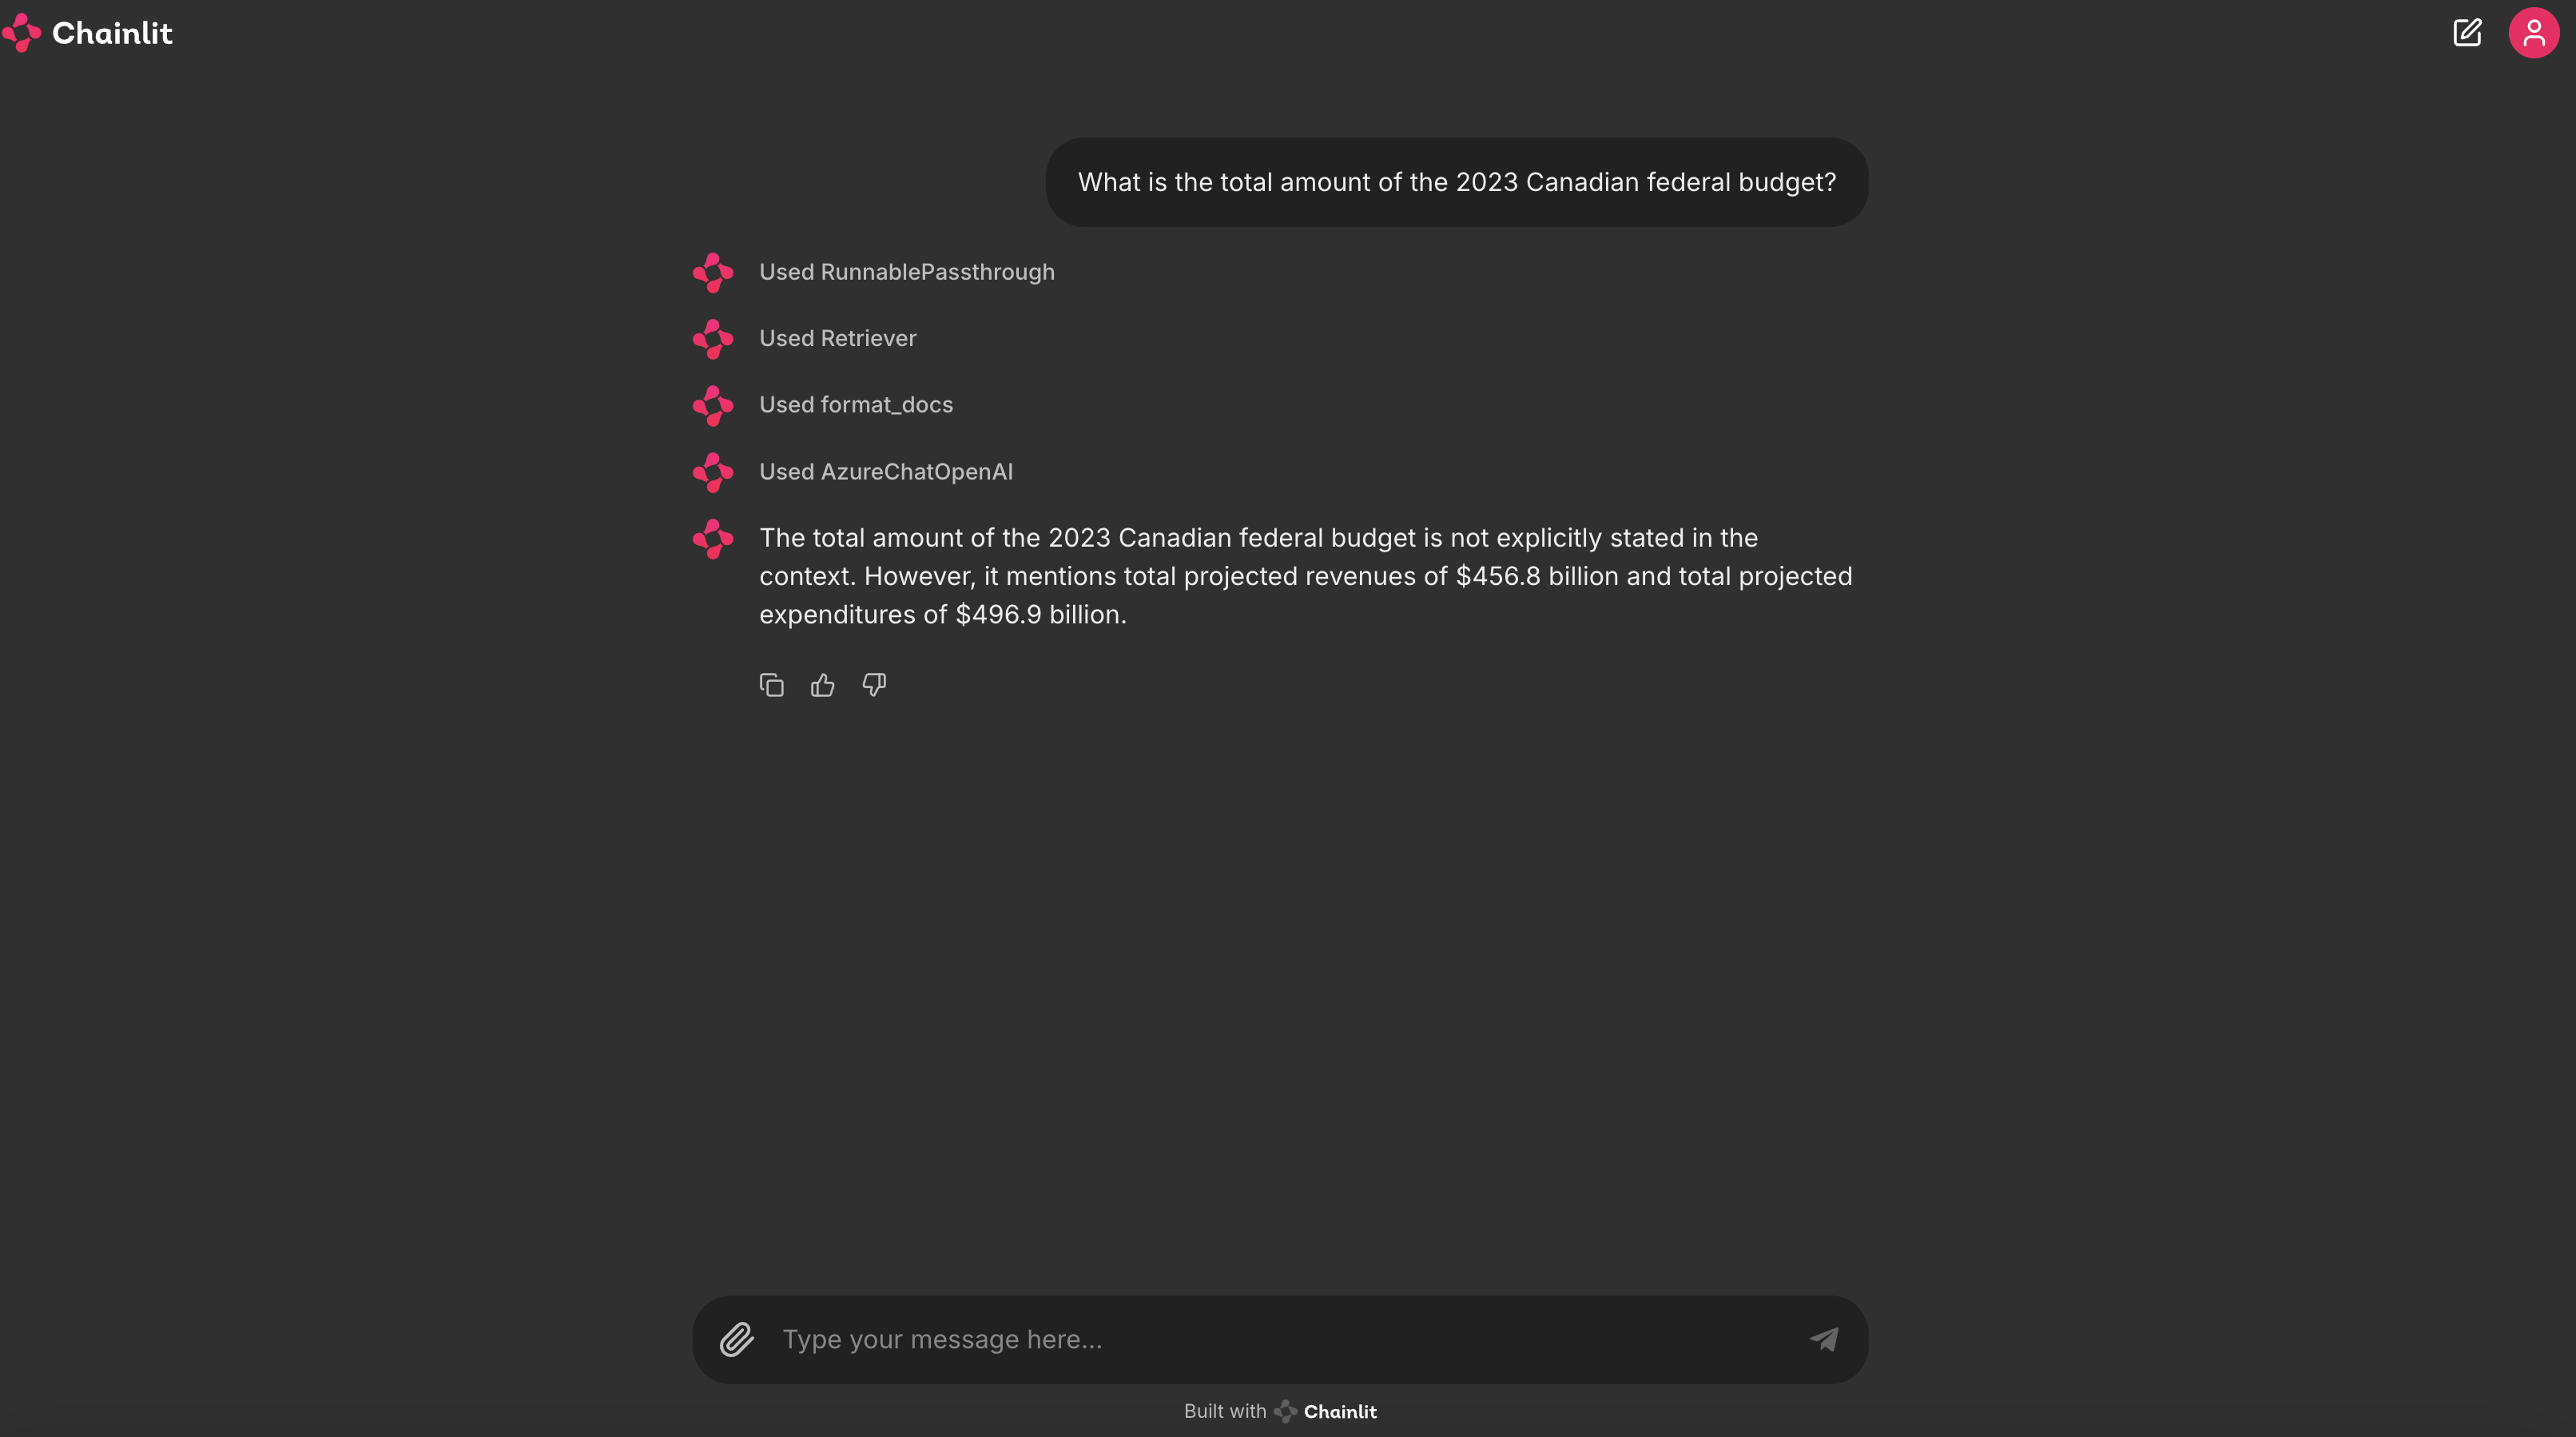 Chainlit
What is the total amount of the 2023 Canadian federal budget?
Used RunnablePassthrough
Used Retriever
Used format_docs
Used AzureChatOpenAI
The total amount of the 2023 Canadian federal budget is not explicitly stated in the
context. However, it mentions total projected revenues of $456.8 billion and total projected
expenditures of $496.9 billion.
Type your message here...
Built with Chainlit